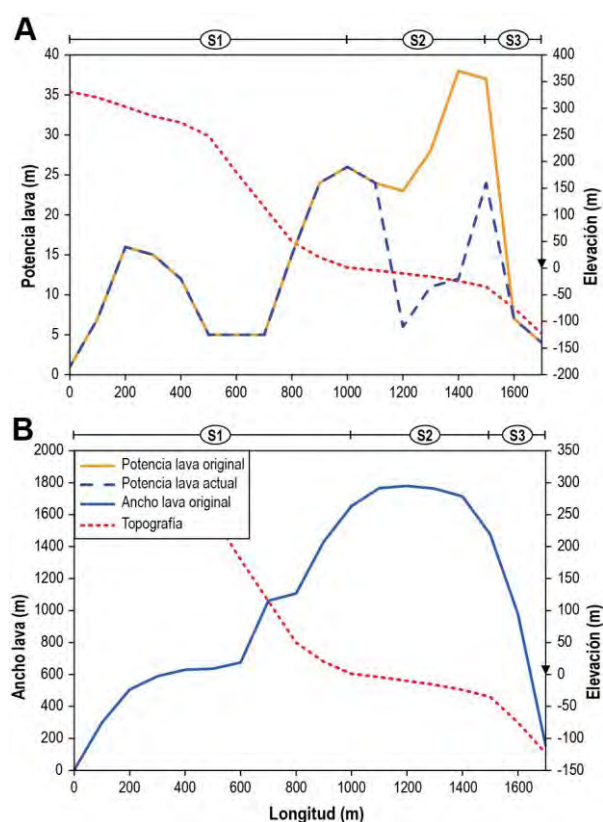 A
S1 S2 S3
Potencia lava (m)
40
35
30
25
20
15
10
5
0
0 200 400 600 800 1000 1200 1400 1600
400
350
300
250
200
150
100
50
0
-50
-100
-150
-200
Elevación (m)
B
S1 S2 S3
Potencia lava original
Potencia lava actual
Ancho lava original
Topografía
Ancho lava (m)
2000
1800
1600
1400
1200
1000
800
600
400
200
0
0 200 400 600 800 1000 1200 1400 1600
Longitud (m)
350
300
250
200
150
100
50
0
-50
-100
-150
Elevación (m)